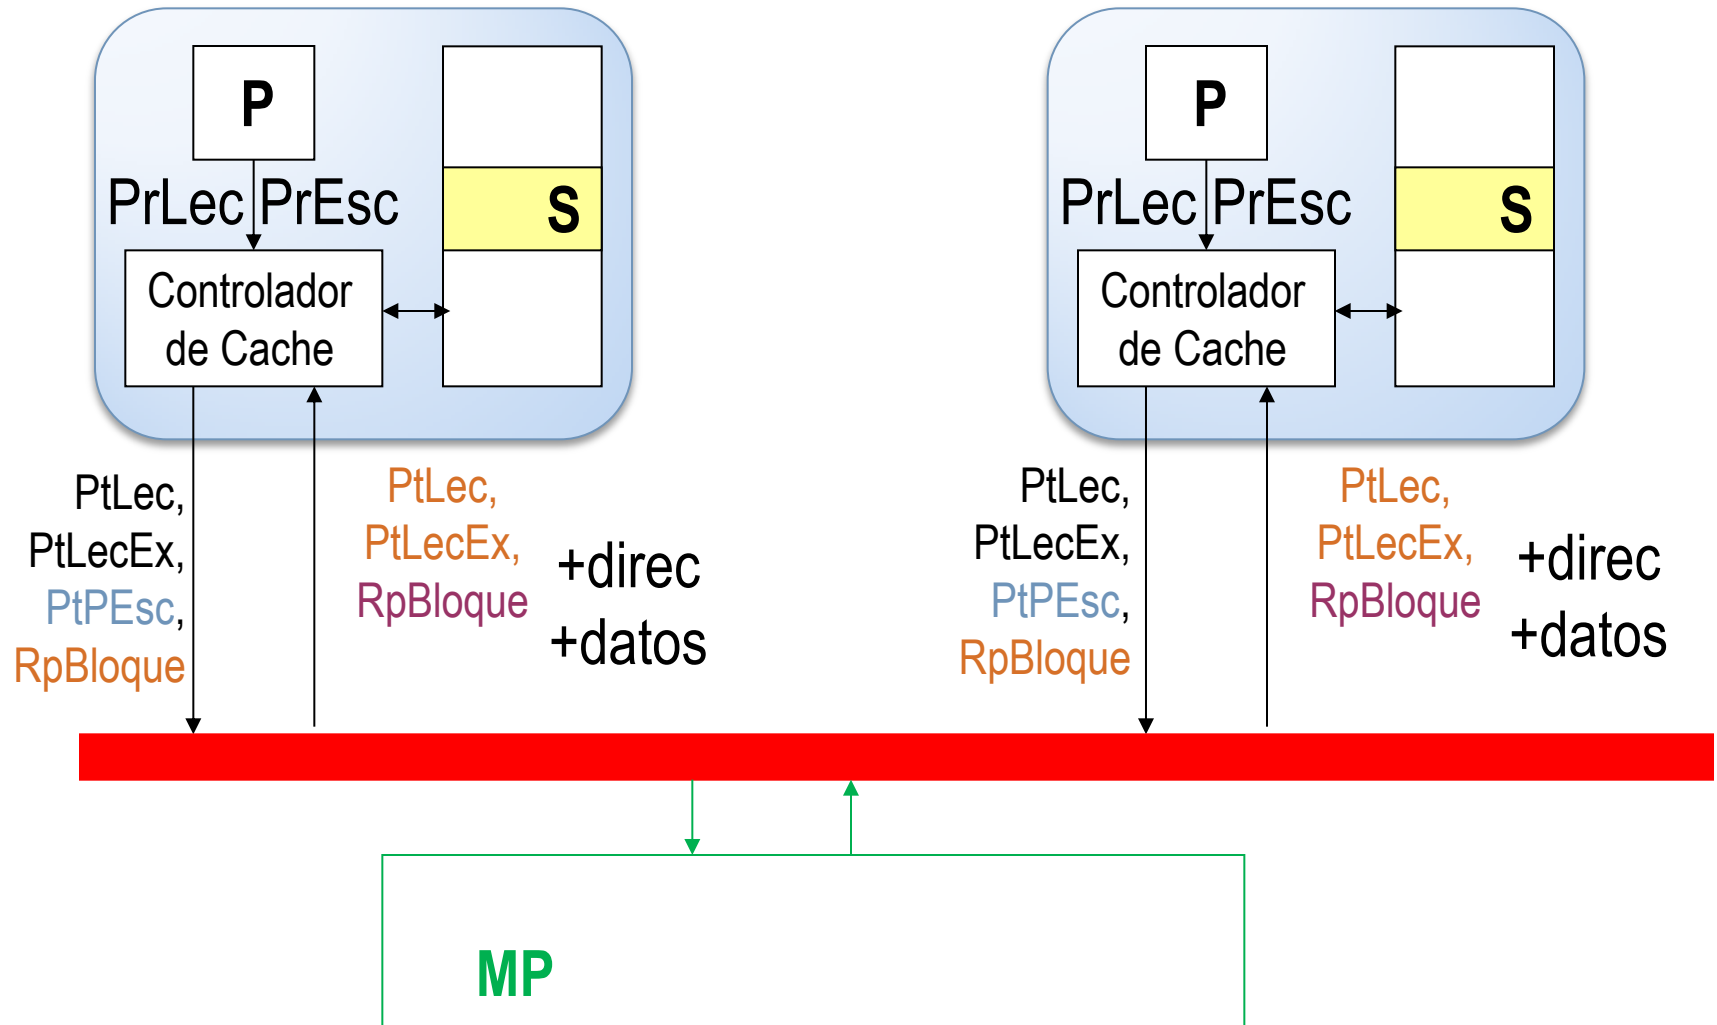 P
PrLec PrEsc
S
Controlador
de Cache
PtLec,
PtLecEx,
PtPEsc,
RpBloque
PtLec,
PtLecEx,
RpBloque
+direc
+datos
P
PrLec PrEsc
S
Controlador
de Cache
PtLec,
PtLecEx,
PtPEsc,
RpBloque
PtLec,
PtLecEx,
RpBloque
+direc
+datos
MP